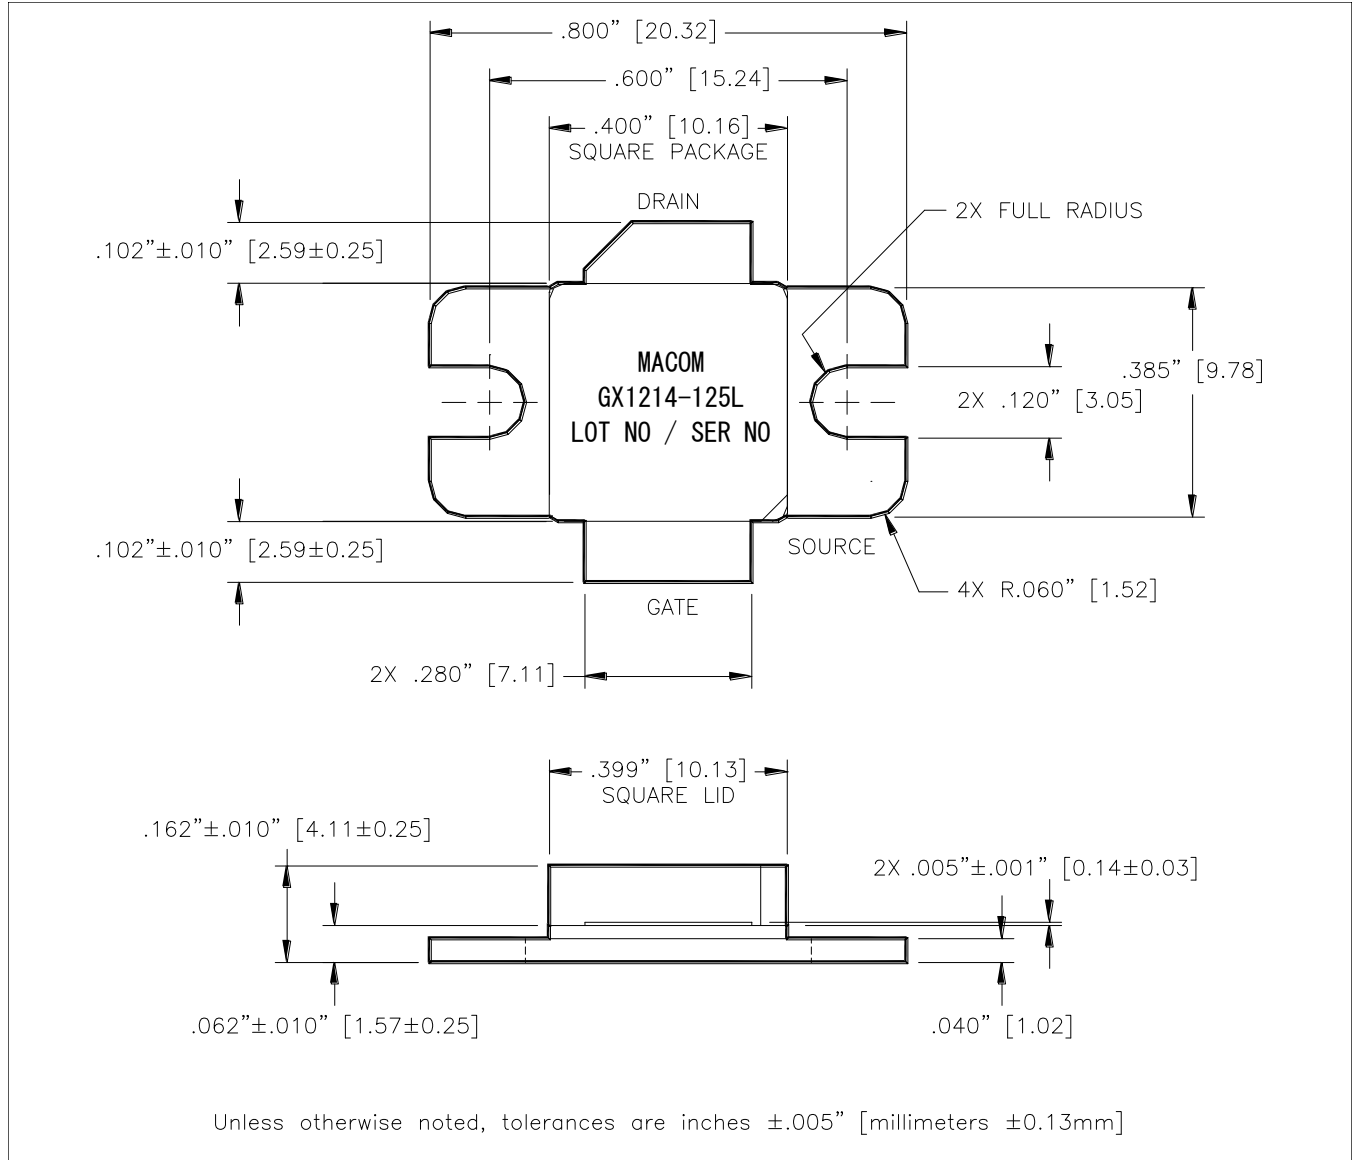 .800” [20.32]
.600” [15.24]
.400” [10.16]
SQUARE PACKAGE
DRAIN
2X FULL RADIUS
.102”±.010” [2.59±0.25]
MACOM
GX1214-125L
LOT NO / SER NO
.385” [9.78]
2X .120” [3.05]
.102”±.010” [2.59±0.25]
SOURCE
4X R.060” [1.52]
GATE
2X .280” [7.11]
.399” [10.13]
SQUARE LID
.162”±.010” [4.11±0.25]
2X .005”±.001” [0.14±0.03]
.062”±.010” [1.57±0.25]
.040” [1.02]
Unless otherwise noted, tolerances are inches ±.005” [millimeters ±0.13mm]